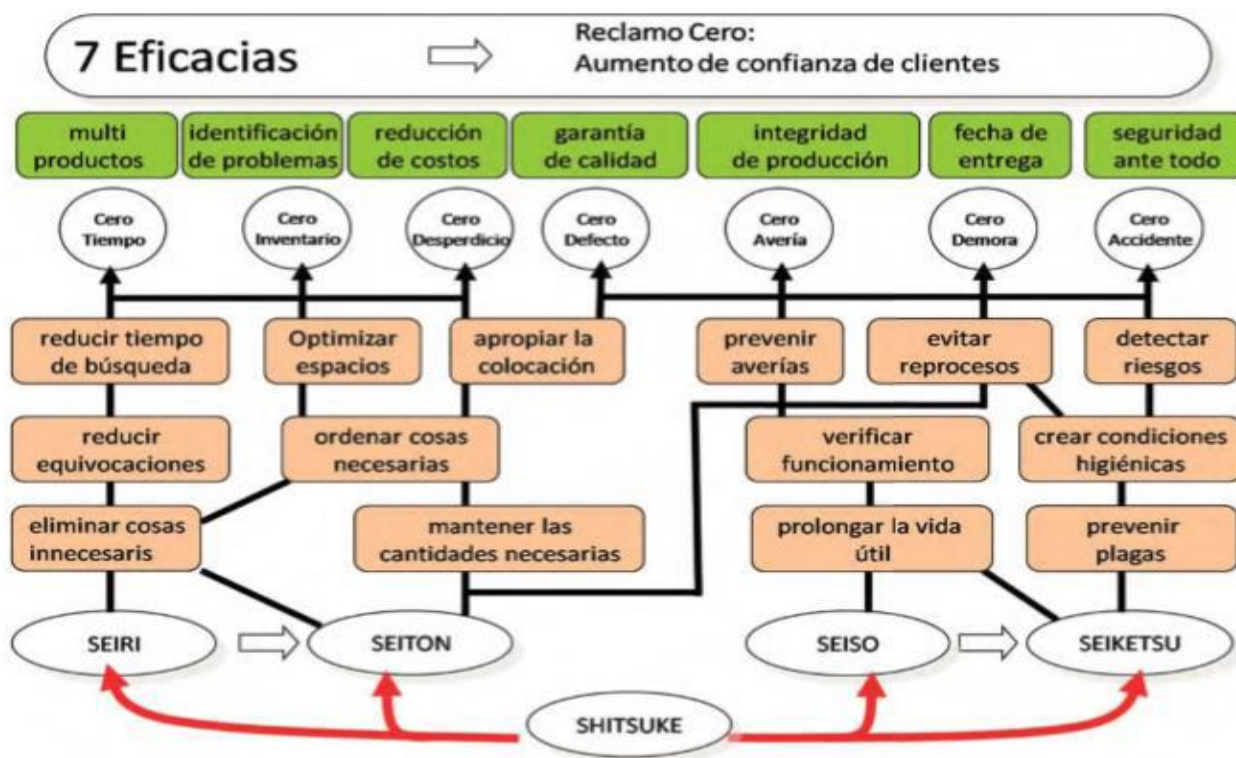 7 Eficacias
Reclamo Cero:
Aumento de confianza de clientes
multi
productos
identificación
de problemas
reducción
de costos
garantía
de calidad
integridad
de producción
fecha de
entrega
seguridad
ante todo
Cero
Tiempo
Cero
Inventario
Cero
Desperdicio
Cero
Defecto
Cero
Avería
Cero
Demora
Cero
Accidente
reducir tiempo
de búsqueda
Optimizar
espacios
apropiar la
colocación
prevenir
averías
evitar
reprocesos
detectar
riesgos
reducir
equivocaciones
ordenar cosas
necesarias
verificar
funcionamiento
crear condiciones
higiénicas
eliminar cosas
innecesaris
mantener las
cantidades necesarias
prolongar la vida
útil
prevenir
plagas
SEIRI
SEITON
SEISO
SEIKETSU
SHITSUKE